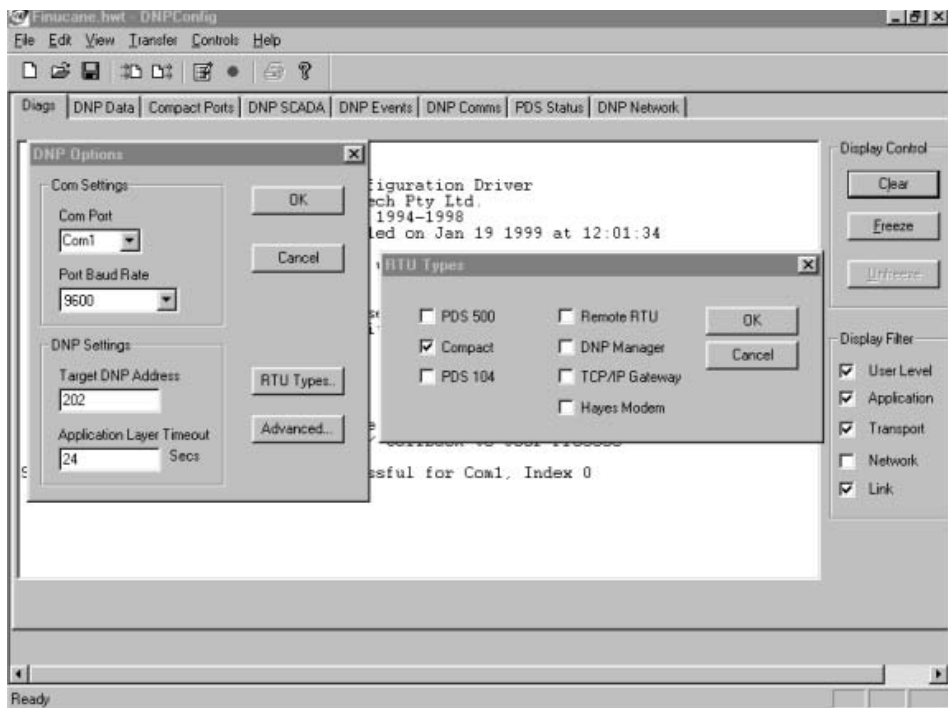 Finucane.hwt - DNPConfig
File Edit View Transfer Controls Help
Diags DNP Data Compact Ports DNP SCADA DNP Events DNP Comms PDS Status DNP Network
DNP Options
Com Settings
Com Port
Com1
Port Baud Rate
9600
DNP Settings
Target DNP Address
202
Application Layer Timeout
24 Secs
OK
Cancel
RTU Types..
Advanced...
figuration Driver
ech Pty Ltd.
1994-1998
led on Jan 19 1999 at 12:01:34
RTU Types
PDS 500
Compact
PDS 104
Remote RTU
DNP Manager
TCP/IP Gateway
Hayes Modem
OK
Cancel
ssful for Com1, Index 0
Display Control
Clear
Freeze
Unfreeze
Display Filter
User Level
Application
Transport
Network
Link
Ready